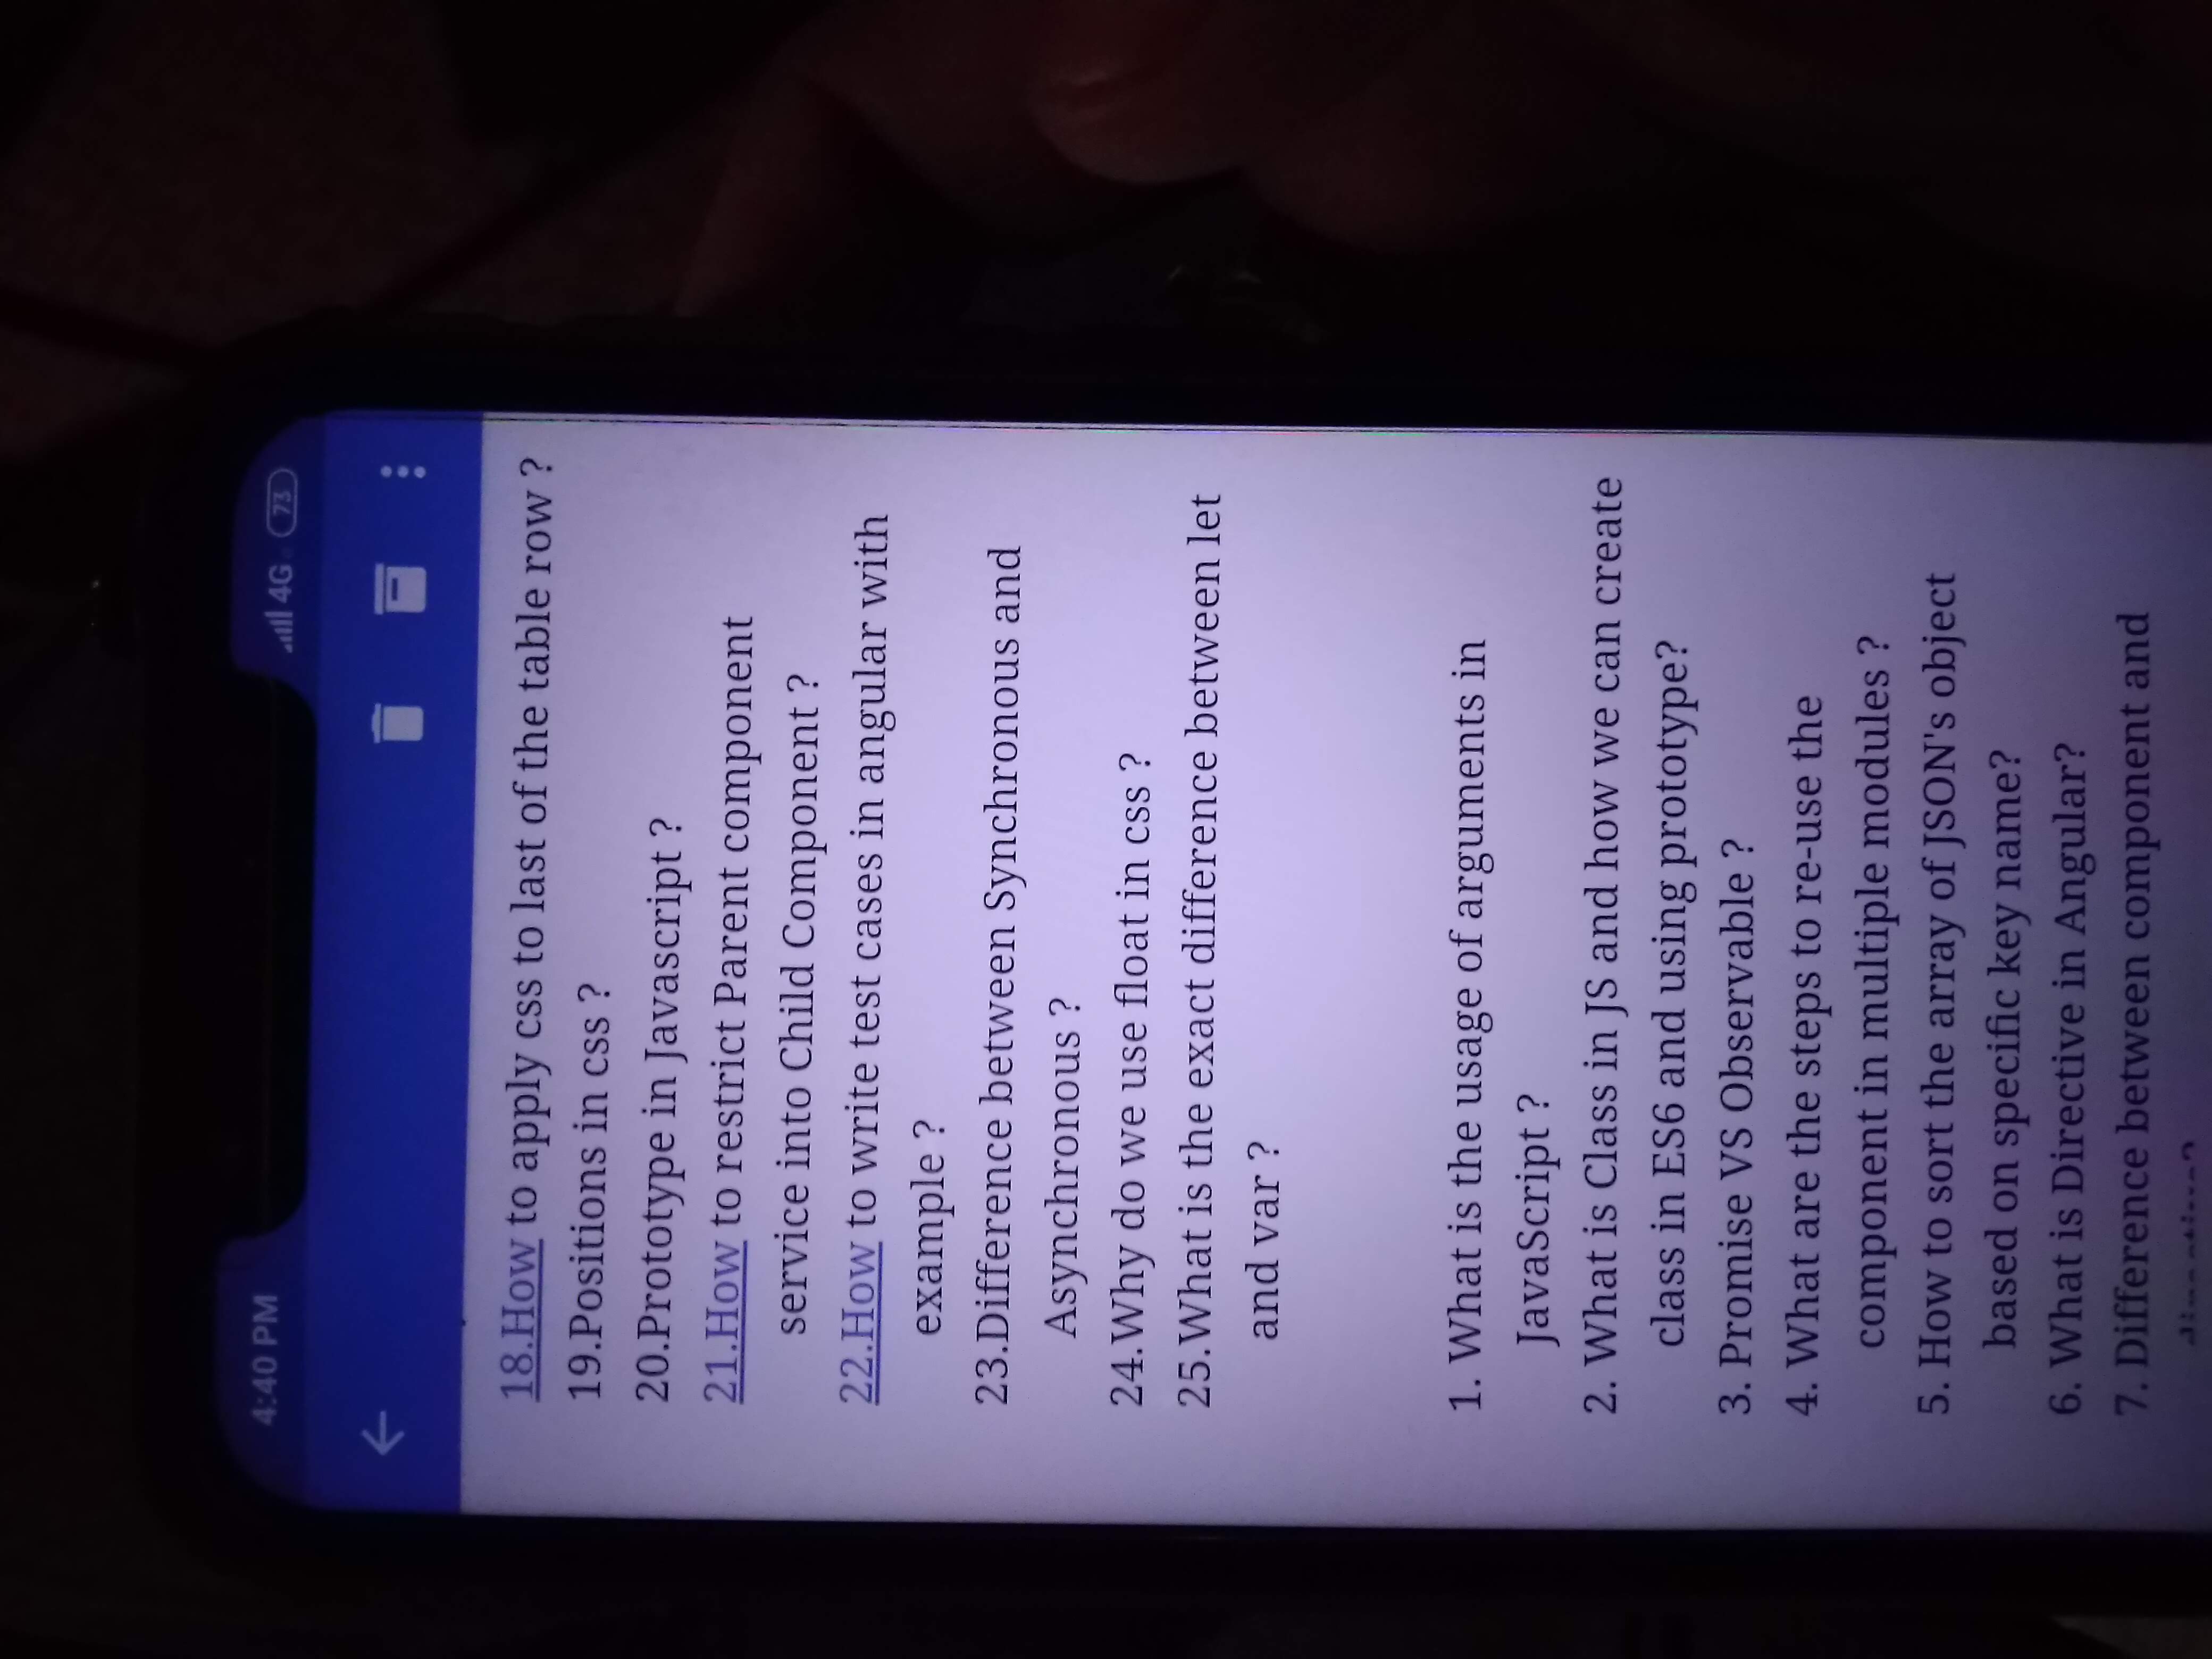 4:40 PM
4G 73
18.How to apply css to last of the table row ?
19.Positions in css ?
20.Prototype in Javascript ?
21.How to restrict Parent component
service into Child Component ?
22.How to write test cases in angular with
example ?
23.Difference between Synchronous and
Asynchronous ?
24.Why do we use float in css ?
25.What is the exact difference between let
and var ?
1. What is the usage of arguments in
JavaScript ?
2. What is Class in JS and how we can create
class in ES6 and using prototype?
3. Promise VS Observable ?
4. What are the steps to re-use the
component in multiple modules ?
5. How to sort the array of JSON's object
based on specific key name?
6. What is Directive in Angular?
7. Difference between component and